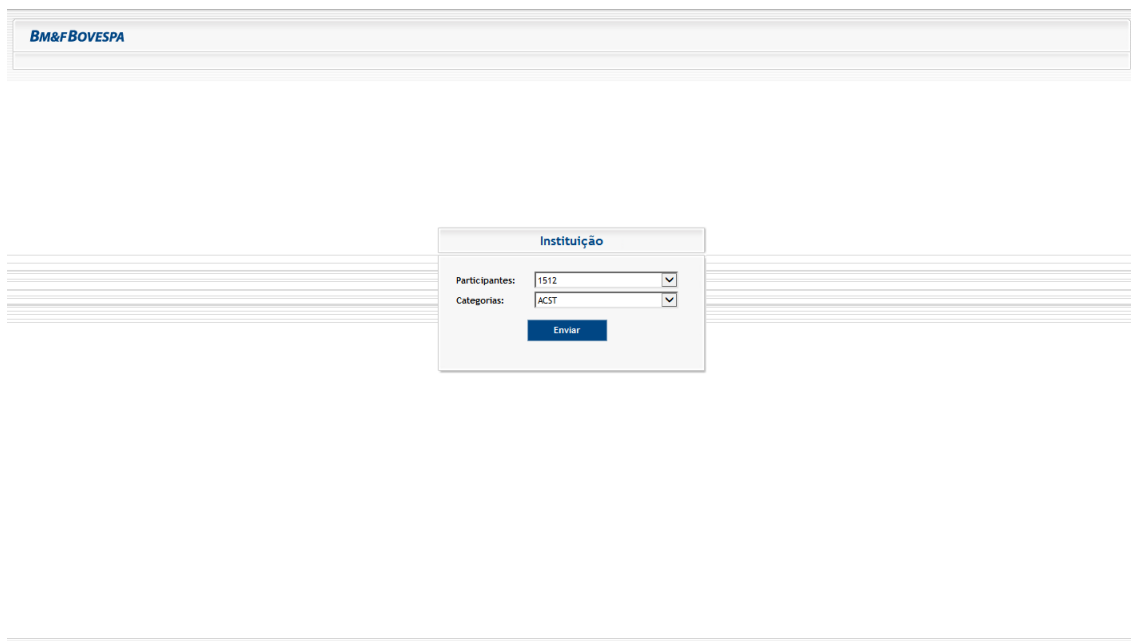 BM&FBOVESPA
Instituição
Participantes: 1512
Categorias: ACST
Enviar